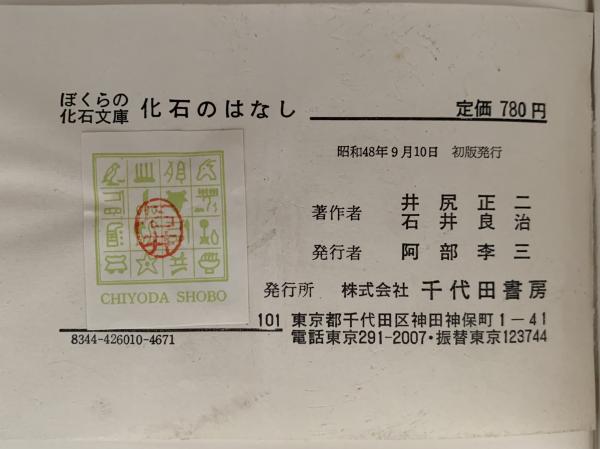 ぼくらの
化石文庫 化石のはなし 定価 780円
昭和48年9月10日 初版発行
著作者 井尻正二
石井良治
発行者 阿部李三
発行所 株式会社 千代田書房
CHIYODA SHOBO
101 東京都千代田区神田神保町1-41
8344-426010-4671
電話東京291-2007・振替東京123744